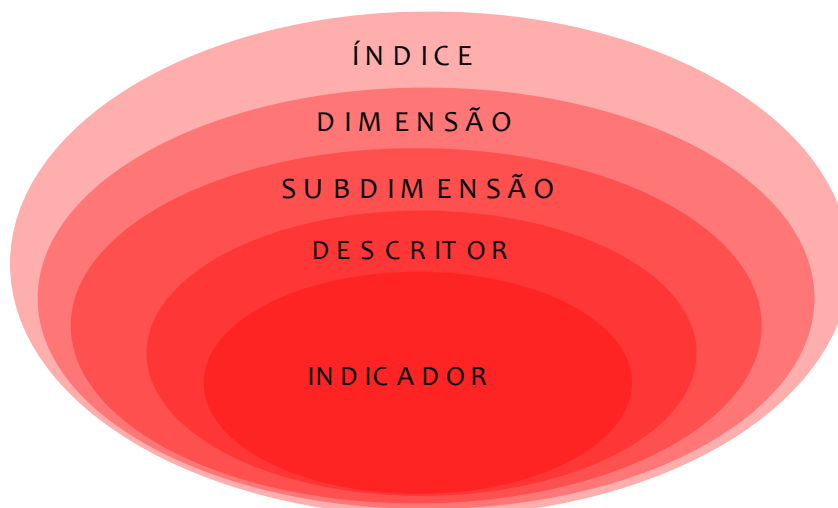 ÍNDICE
DIMENSÃO
SUBDIMENSÃO
DESCRITOR
INDICADOR